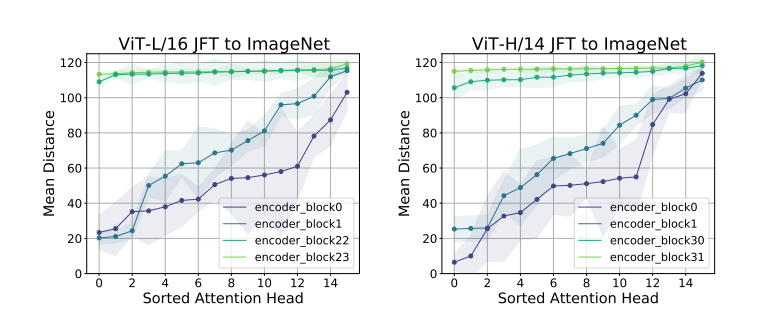 ViT-L/16 JFT to ImageNet
Mean Distance
120
100
80
60
40
20
0
encoder_block0
encoder_block1
encoder_block22
encoder_block23
0 2 4 6 8 10 12 14
Sorted Attention Head
ViT-H/14 JFT to ImageNet
Mean Distance
120
100
80
60
40
20
0
encoder_block0
encoder_block1
encoder_block30
encoder_block31
0 2 4 6 8 10 12 14
Sorted Attention Head